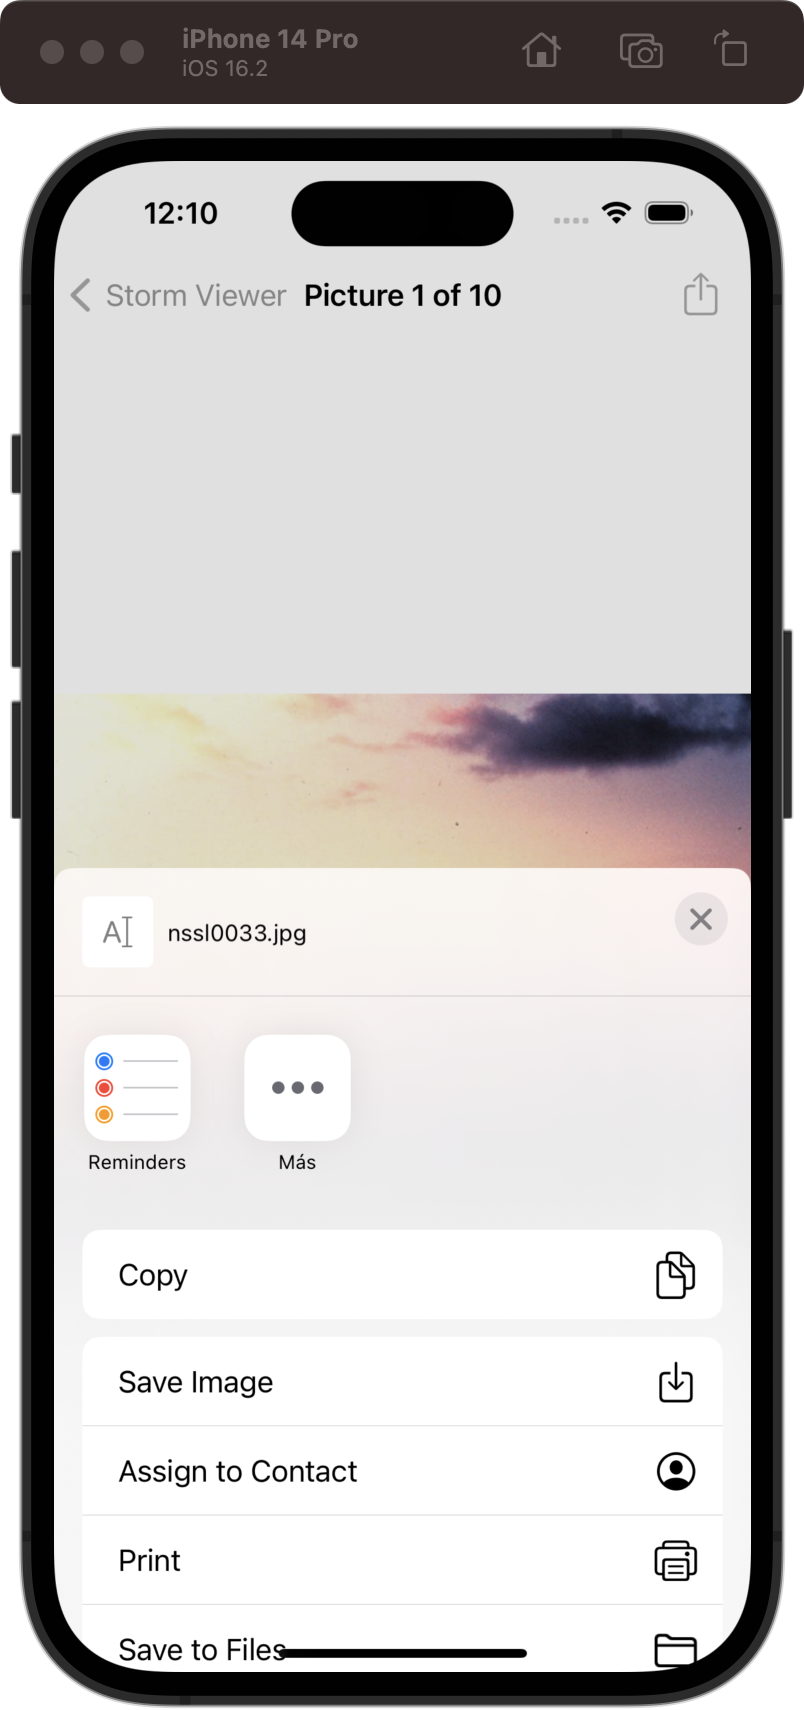 iPhone 14 Pro
iOS 16.2
12:10
Storm Viewer Picture 1 of 10
A
nssl0033.jpg
Reminders Más
Copy
Save Image
Assign to Contact
Print
Save to Files